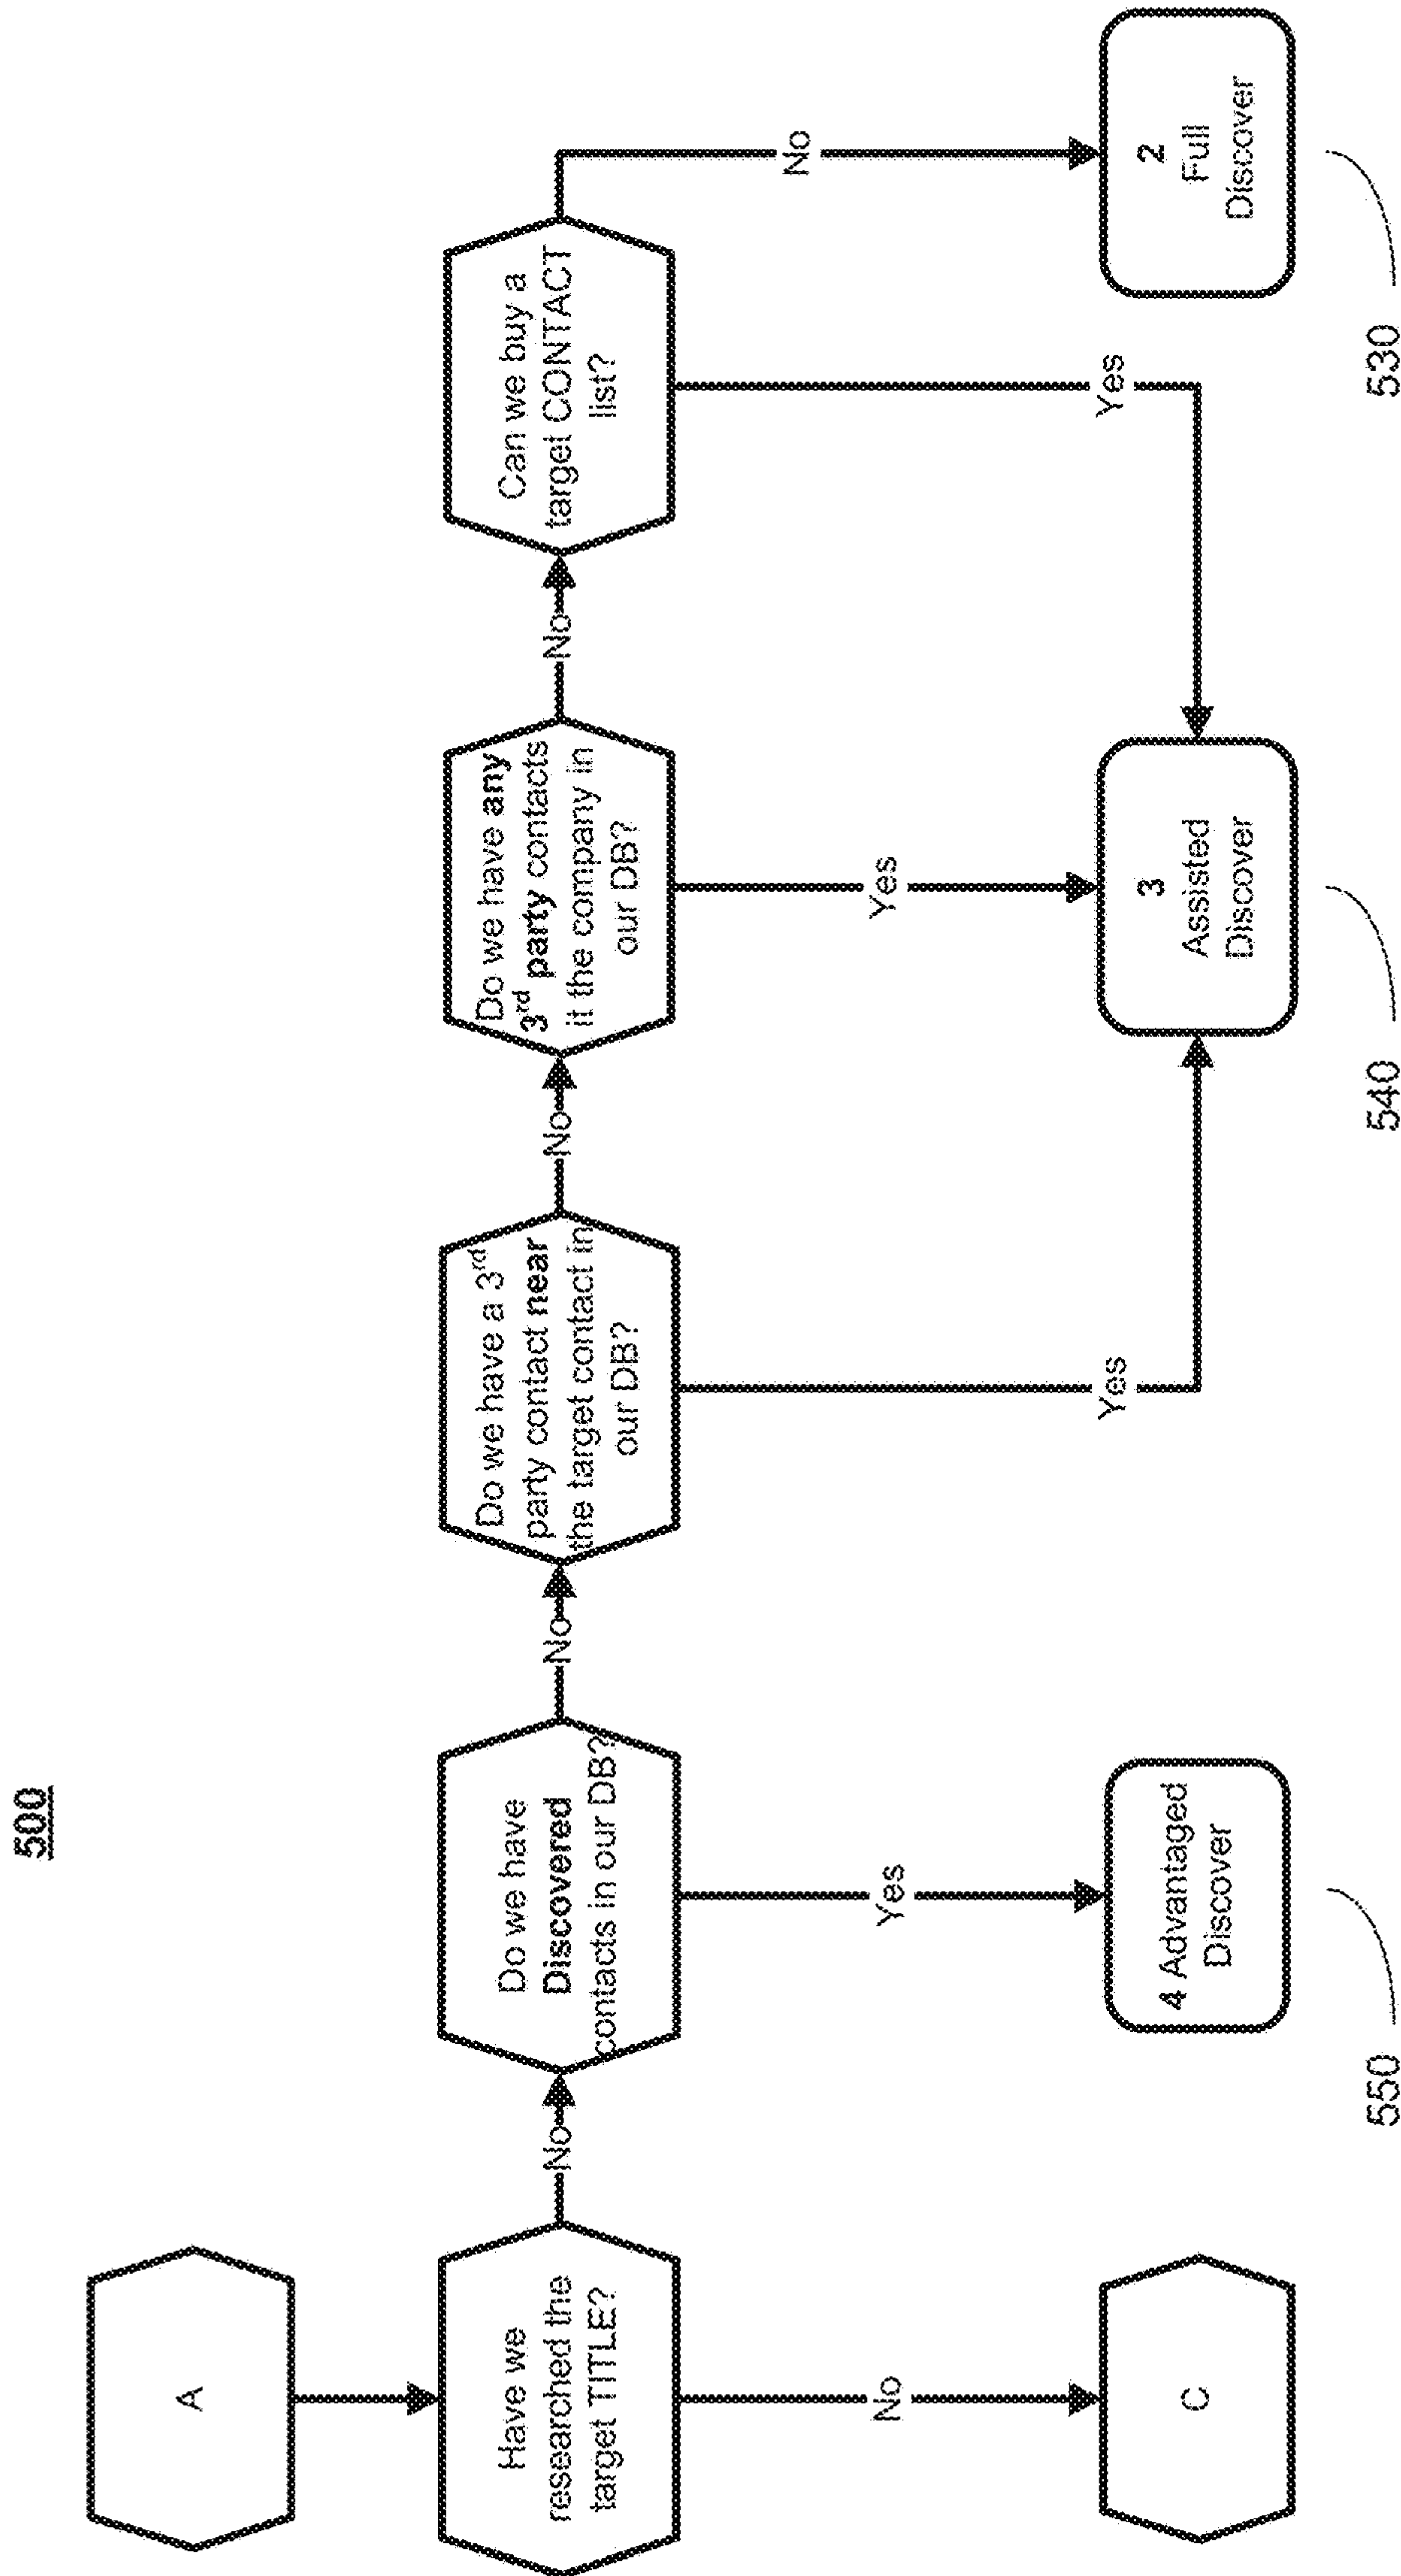 500
A
Have we
researched the
target TITLE?
No
Do we have
Discovered
contacts in our DB?
No
Do we have a 3rd
party contact near
the target contact in
our DB?
No
Do we have any
3rd party contacts
it the company in
our DB?
No
Can we buy a
target CONTACT
list?
No
No
Yes
Yes
Yes
Yes
C
4 Advantaged
Discover
3
Assisted
Discover
2
Full
Discover
550
540
530